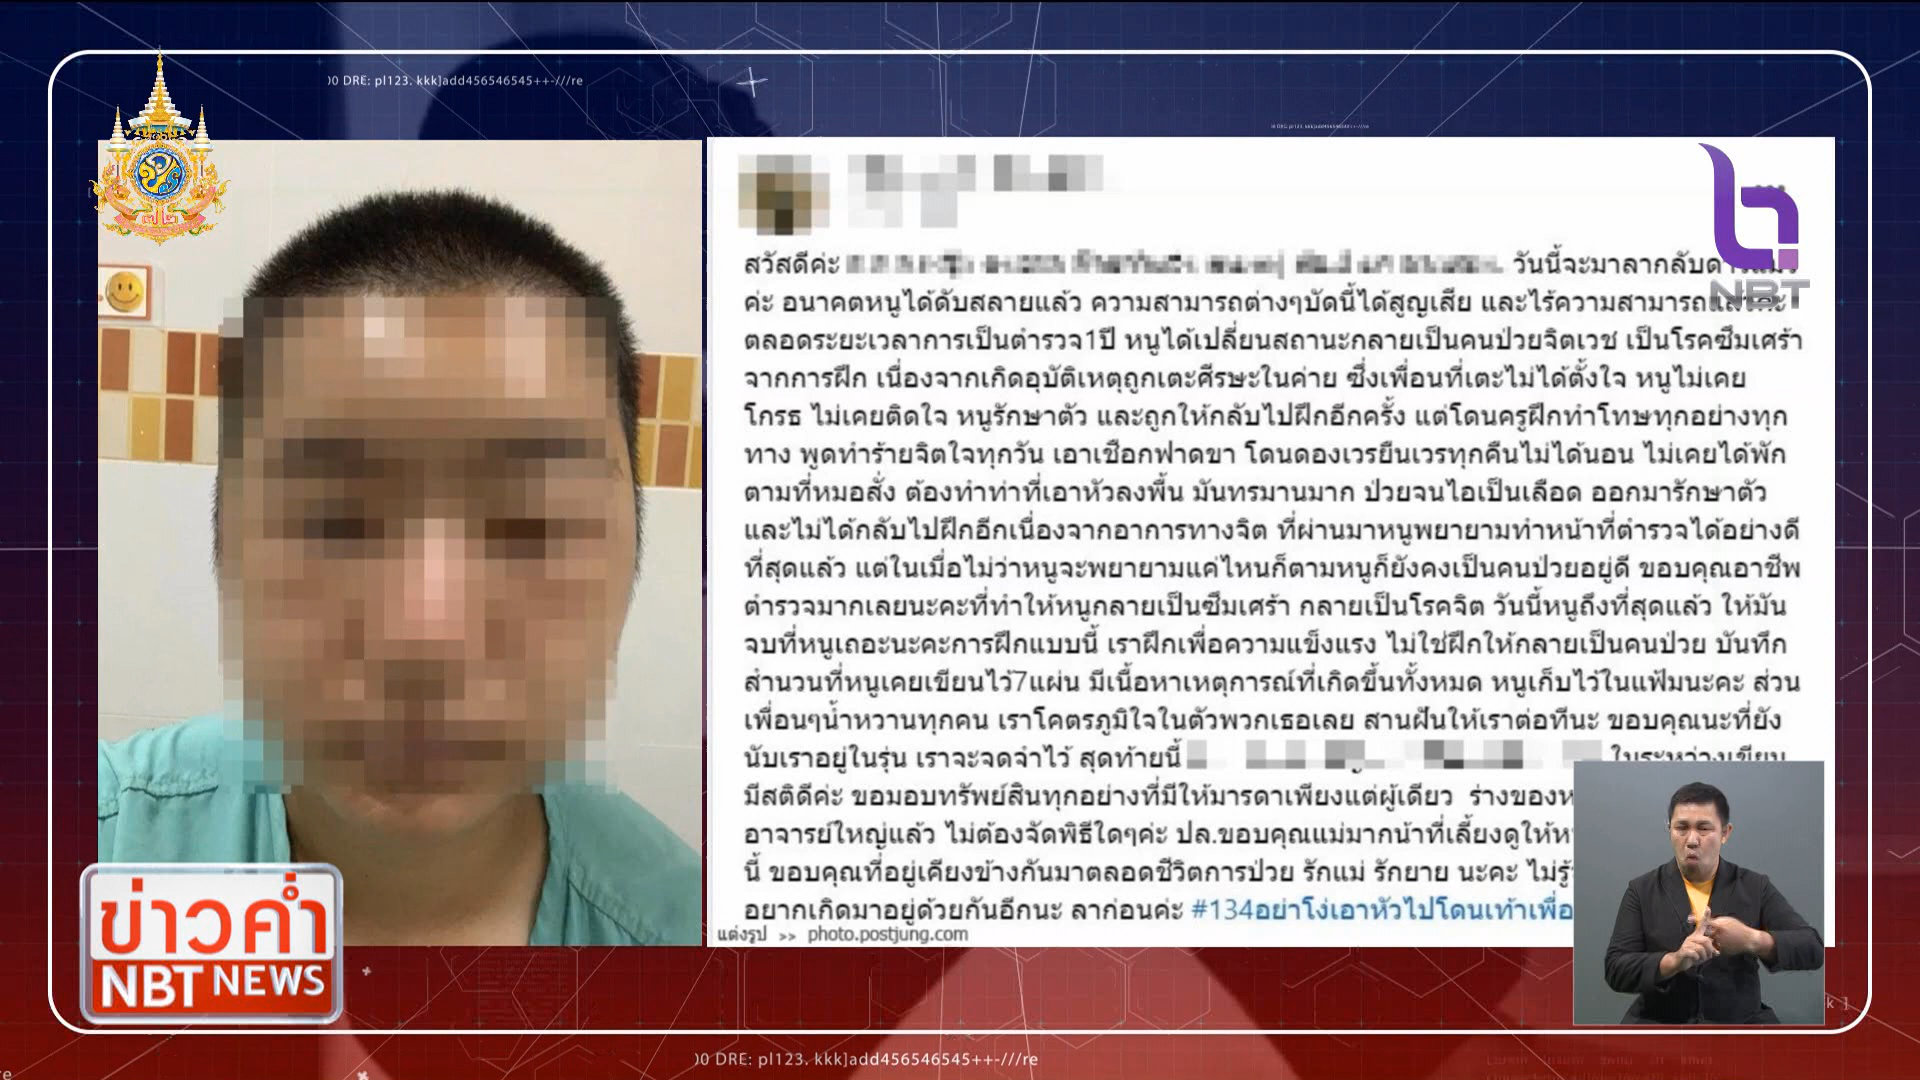 00 DRE: pl123. kkk]add456546545++-///re
สวัสดีค่ะ วันนี้จะมาลากลับดาวแมว
ค่ะ อนาคตหนูได้ดับสลายแล้ว ความสามารถต่างๆบัดนี้ได้สูญเสีย และไร้ความสามารถแล้วค่ะ
ตลอดระยะเวลาการเป็นตำรวจ1ปี หนูได้เปลี่ยนสถานะกลายเป็นคนป่วยจิตเวช เป็นโรคซึมเศร้า
จากการฝึก เนื่องจากเกิดอุบัติเหตุถูกเตะศีรษะในค่าย ซึ่งเพื่อนที่เตะไม่ได้ตั้งใจ หนูไม่เคย
โกรธ ไม่เคยติดใจ หนูรักษาตัว และถูกให้กลับไปฝึกอีกครั้ง แต่โดนครูฝึกทำโทษทุกอย่างทุก
ทาง พูดทำร้ายจิตใจทุกวัน เอาเชือกฟาดขา โดนดองเวรยืนเวรทุกคืนไม่ได้นอน ไม่เคยได้พัก
ตามที่หมอสั่ง ต้องทำท่าที่เอาหัวลงพื้น มันทรมานมาก ป่วยจนไอเป็นเลือด ออกมารักษาตัว
และไม่ได้กลับไปฝึกอีกเนื่องจากอาการทางจิต ที่ผ่านมาหนูพยายามทำหน้าที่ตำรวจได้อย่างดี
ที่สุดแล้ว แต่ในเมื่อไม่ว่าหนูจะพยายามแค่ไหนก็ตามหนูก็ยังคงเป็นคนป่วยอยู่ดี ขอบคุณอาชีพ
ตำรวจมากเลยนะคะที่ทำให้หนูกลายเป็นซึมเศร้า กลายเป็นโรคจิต วันนี้หนูถึงที่สุดแล้ว ให้มัน
จบที่หนูเถอะนะคะการฝึกแบบนี้ เราฝึกเพื่อความแข็งแรง ไม่ใช่ฝึกให้กลายเป็นคนป่วย บันทึก
สำนวนที่หนูเคยเขียนไว้7แผ่น มีเนื้อหาเหตุการณ์ที่เกิดขึ้นทั้งหมด หนูเก็บไว้ในแฟ้มนะคะ ส่วน
เพื่อนๆน้ำหวานทุกคน เราโคตรภูมิใจในตัวพวกเธอเลย สานฝันให้เราต่อทีนะ ขอบคุณนะที่ยัง
นับเราอยู่ในรุ่น เราจะจดจำไว้ สุดท้ายนี้ ในระหว่างเขียน
มีสติดีค่ะ ขอมอบทรัพย์สินทุกอย่างที่มีให้มารดาเพียงแต่ผู้เดียว ร่างของห
อาจารย์ใหญ่แล้ว ไม่ต้องจัดพิธีใดๆค่ะ ปล.ขอบคุณแม่มากน้าที่เลี้ยงดูให้ห
นี้ ขอบคุณที่อยู่เคียงข้างกันมาตลอดชีวิตการป่วย รักแม่ รักยาย นะคะ ไม่รู้
อยากเกิดมาอยู่ด้วยกันอีกนะ ลาก่อนค่ะ #134อย่าโง่เอาหัวไปโดนเท้าเพื่อ
แต่งรูป >> photo.postjung.com
NBT
ข่าวค่ำ
NBT NEWS
00 DRE: pl123. kkk]add456546545++-///re